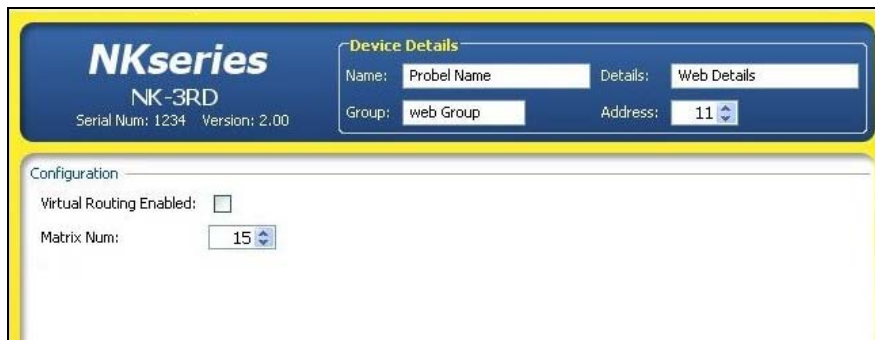 NKseries
NK-3RD
Serial Num: 1234 Version: 2.00
Device Details
Name: Probel Name Details: Web Details
Group: web Group Address: 11
Configuration
Virtual Routing Enabled:
Matrix Num: 15